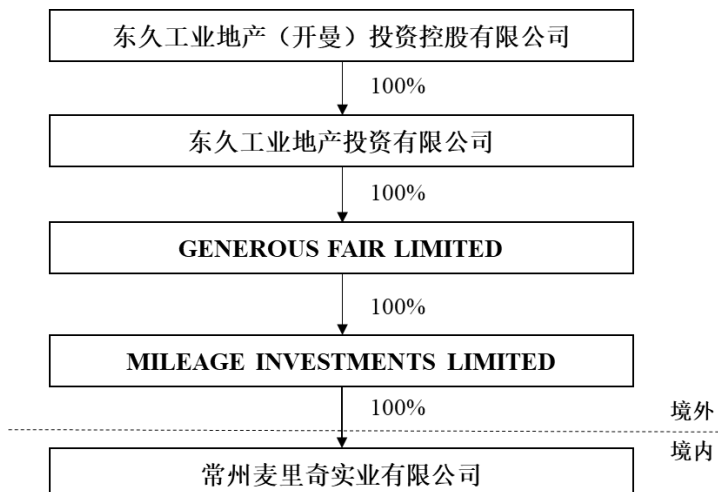 东久工业地产（开曼）投资控股有限公司
100%
东久工业地产投资有限公司
100%
GENEROUS FAIR LIMITED
100%
MILEAGE INVESTMENTS LIMITED
100%
境外
境内
常州麦里奇实业有限公司